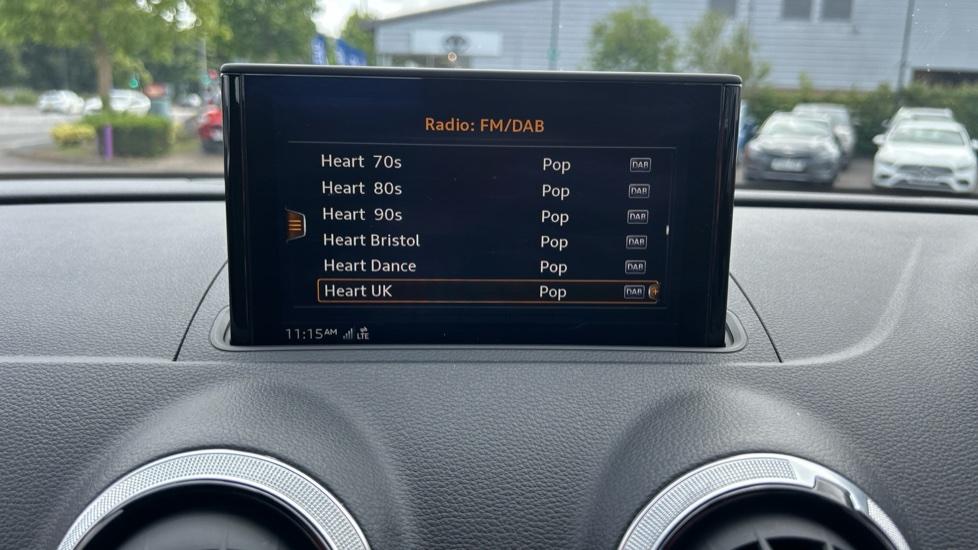 Radio: FM/DAB
Heart 70s Pop DAB
Heart 80s Pop DAB
Heart 90s Pop DAB
Heart Bristol Pop DAB
Heart Dance Pop DAB
Heart UK Pop DAB
11:15AM LTE